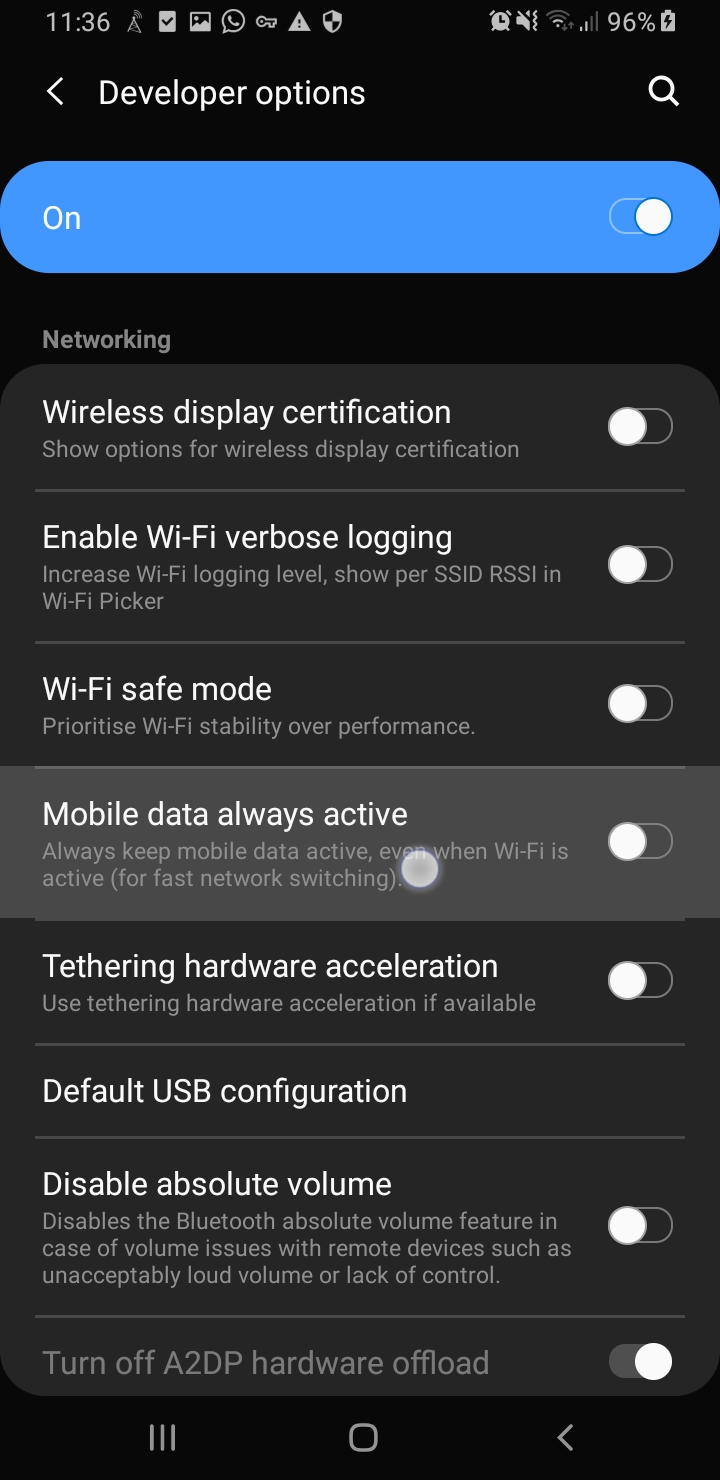 11:36 96%
Developer options
On
Networking
Wireless display certification
Show options for wireless display certification
Enable Wi-Fi verbose logging
Increase Wi-Fi logging level, show per SSID RSSI in
Wi-Fi Picker
Wi-Fi safe mode
Prioritise Wi-Fi stability over performance.
Mobile data always active
Always keep mobile data active, even when Wi-Fi is
active (for fast network switching).
Tethering hardware acceleration
Use tethering hardware acceleration if available
Default USB configuration
Disable absolute volume
Disables the Bluetooth absolute volume feature in
case of volume issues with remote devices such as
unacceptably loud volume or lack of control.
Turn off A2DP hardware offload